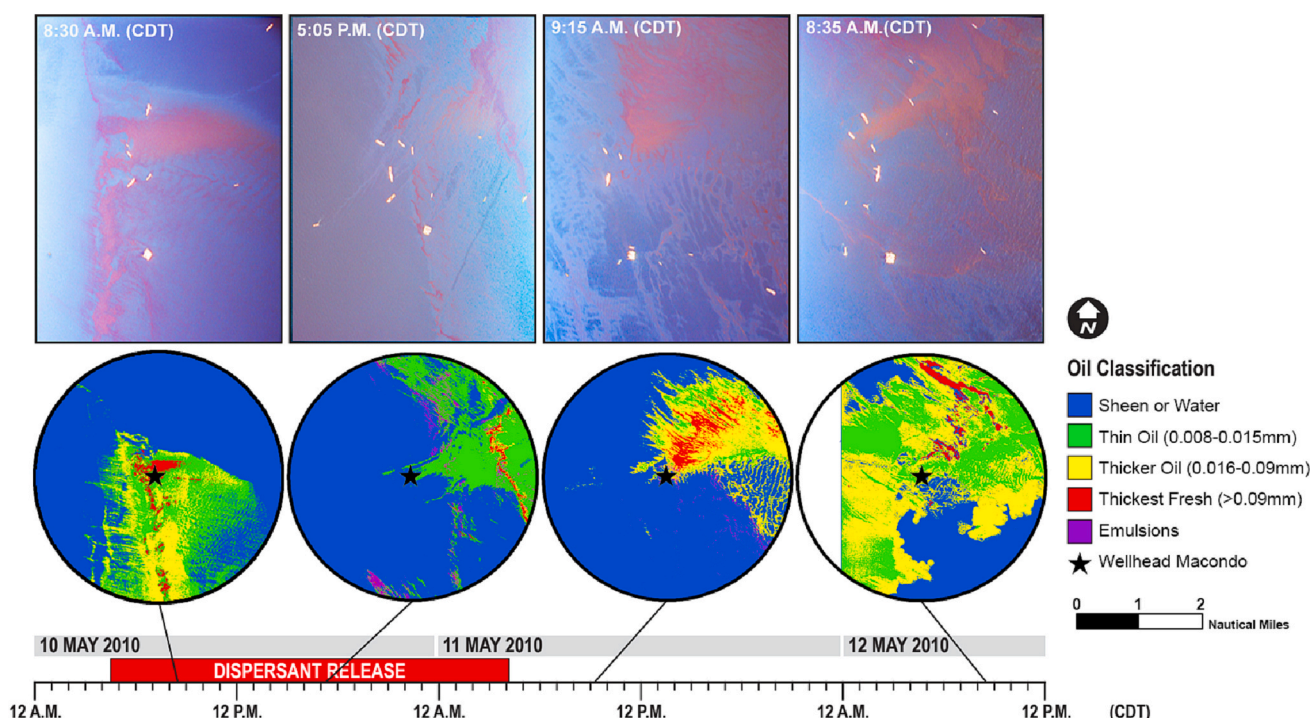 8:30 A.M. (CDT)
5:05 P.M. (CDT)
9:15 A.M.(CDT)
8:35 A.M.(CDT)
N
Oil Classification
Sheen or Water
Thin Oil (0.008-0.015mm)
Thicker Oil (0.016-0.09mm)
Thickest Fresh (>0.09mm)
Emulsions
Wellhead Macondo
0 1 2
Nautical Miles
10 MAY 2010
11 MAY 2010
12 MAY 2010
DISPERSANT RELEASE
12 A.M.
12 P.M.
12 A.M.
12 P.M.
12 A.M.
12 P.M.
(CDT)